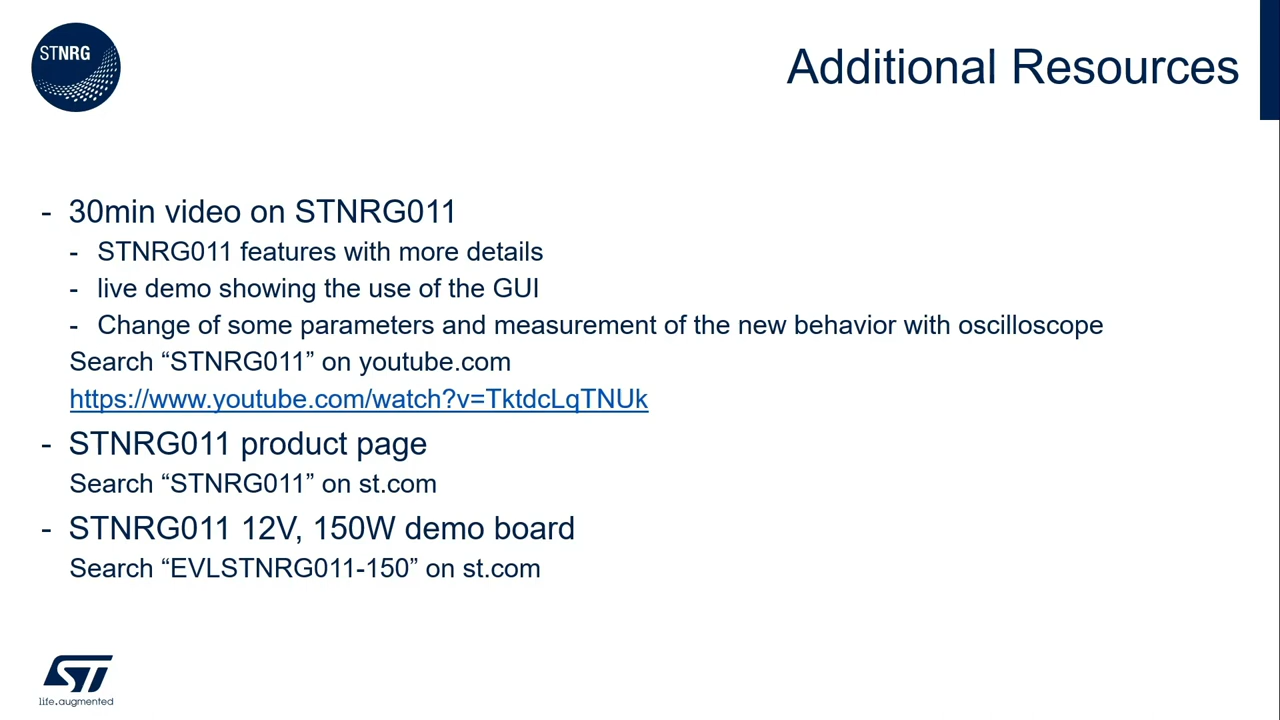 STNRG
Additional Resources
- 30min video on STNRG011
- STNRG011 features with more details
- live demo showing the use of the GUI
- Change of some parameters and measurement of the new behavior with oscilloscope
Search “STNRG011” on youtube.com
https://www.youtube.com/watch?v=TktdcLqTNUk
- STNRG011 product page
Search “STNRG011” on st.com
- STNRG011 12V, 150W demo board
Search “EVLSTNRG011-150” on st.com
ST
life.augmented